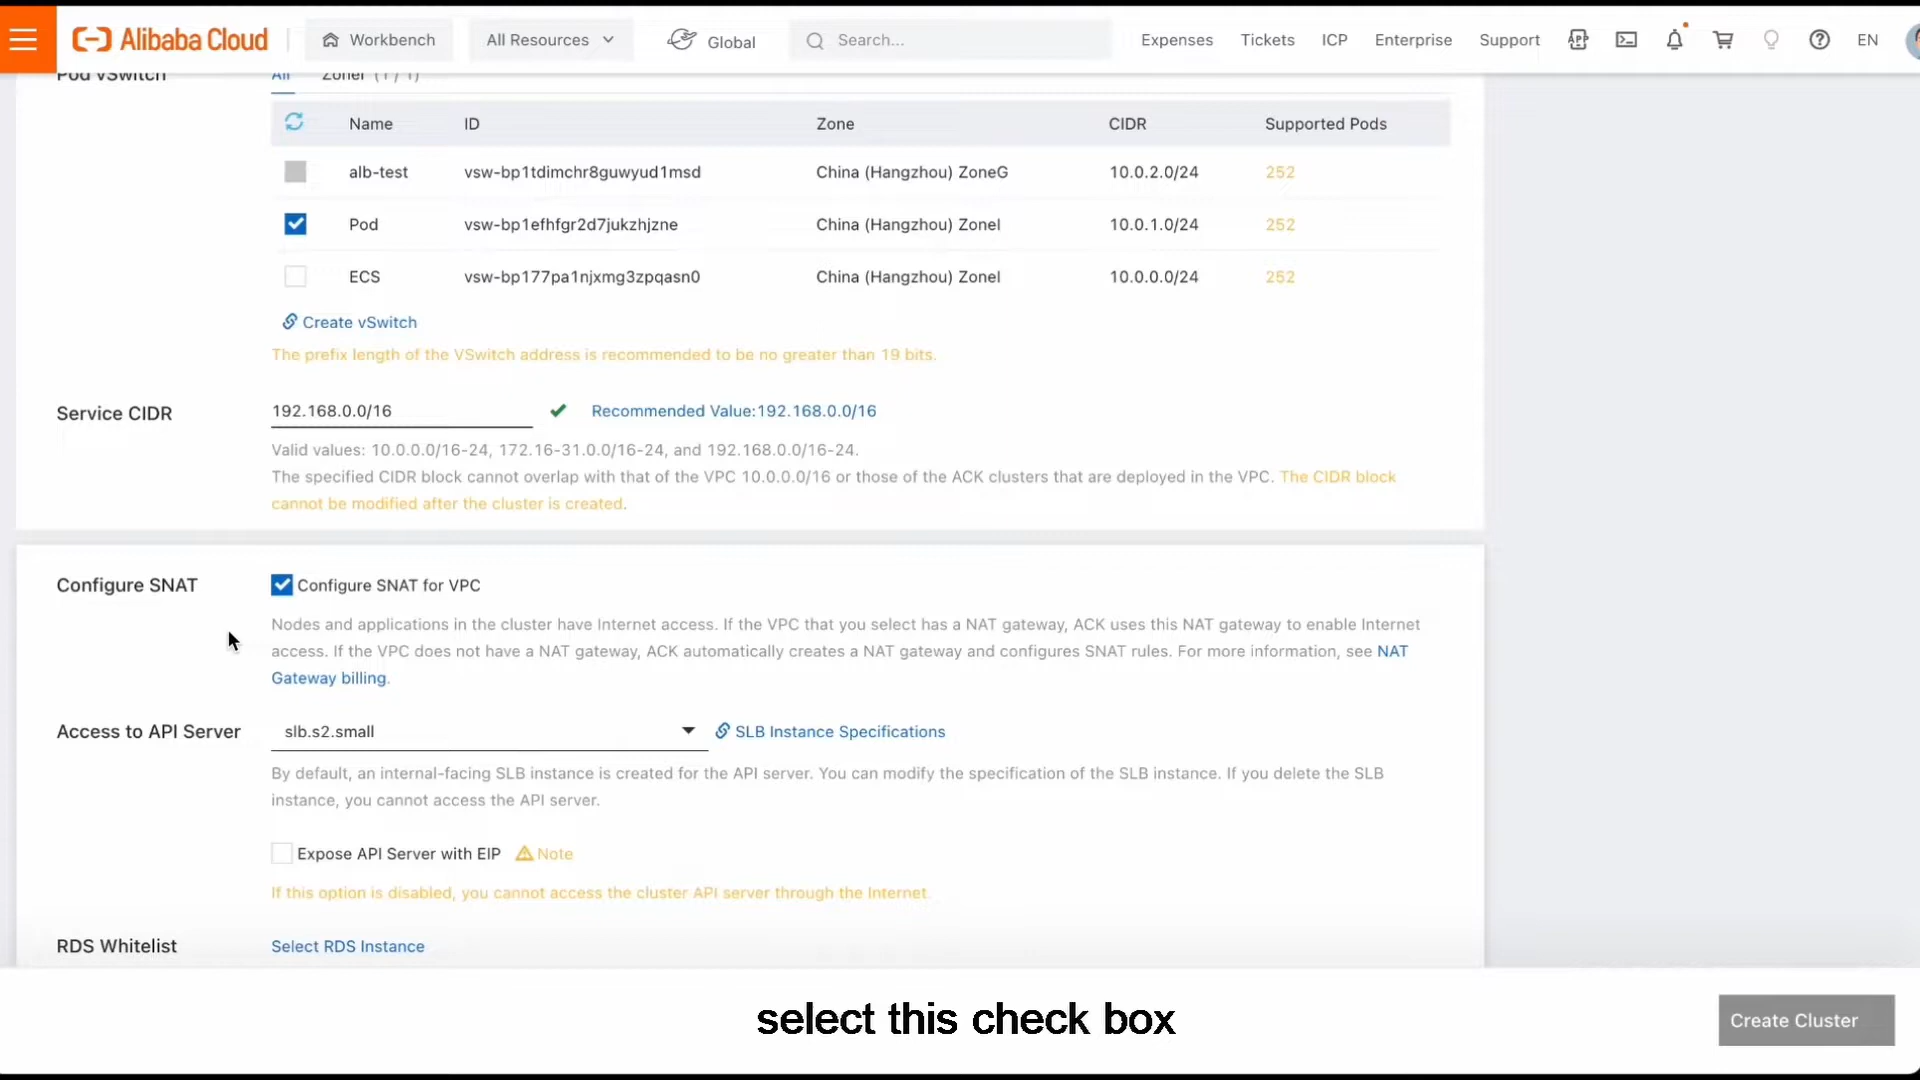 Alibaba Cloud
Workbench
All Resources
Global
Search...
Expenses
Tickets
ICP
Enterprise
Support
APP
EN
Pod VSwitch
All
ZoneI (1 / 1)
Name ID Zone CIDR Supported Pods
alb-test vsw-bp1tdimchr8guwyud1msd China (Hangzhou) ZoneG 10.0.2.0/24 252
Pod vsw-bp1efhfgr2d7jukzhjzne China (Hangzhou) ZoneI 10.0.1.0/24 252
ECS vsw-bp177pa1njxmg3zpqasn0 China (Hangzhou) ZoneI 10.0.0.0/24 252
Create vSwitch
The prefix length of the VSwitch address is recommended to be no greater than 19 bits.
Service CIDR
192.168.0.0/16
Recommended Value:192.168.0.0/16
Valid values: 10.0.0.0/16-24, 172.16-31.0.0/16-24, and 192.168.0.0/16-24.
The specified CIDR block cannot overlap with that of the VPC 10.0.0.0/16 or those of the ACK clusters that are deployed in the VPC. The CIDR block
cannot be modified after the cluster is created.
Configure SNAT
Configure SNAT for VPC
Nodes and applications in the cluster have Internet access. If the VPC that you select has a NAT gateway, ACK uses this NAT gateway to enable Internet
access. If the VPC does not have a NAT gateway, ACK automatically creates a NAT gateway and configures SNAT rules. For more information, see NAT
Gateway billing.
Access to API Server
slb.s2.small
SLB Instance Specifications
By default, an internal-facing SLB instance is created for the API server. You can modify the specification of the SLB instance. If you delete the SLB
instance, you cannot access the API server.
Expose API Server with EIP
Note
If this option is disabled, you cannot access the cluster API server through the Internet.
RDS Whitelist
Select RDS Instance
select this check box
Create Cluster